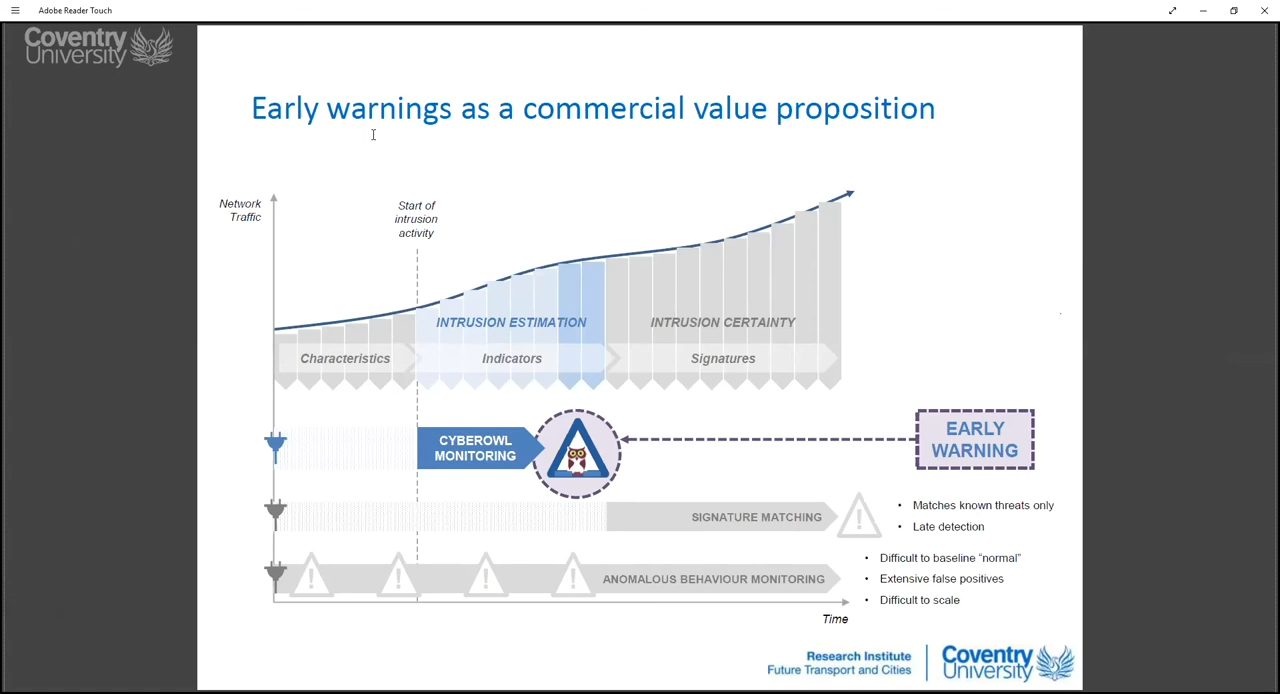 Adobe Reader Touch
Coventry
University
Early warnings as a commercial value proposition
Network
Traffic
Start of
intrusion
activity
INTRUSION ESTIMATION
INTRUSION CERTAINTY
Characteristics
Indicators
Signatures
CYBEROWL
MONITORING
EARLY
WARNING
SIGNATURE MATCHING
• Matches known threats only
• Late detection
ANOMALOUS BEHAVIOUR MONITORING
• Difficult to baseline “normal”
• Extensive false positives
• Difficult to scale
Time
Research Institute
Future Transport and Cities
Coventry
University